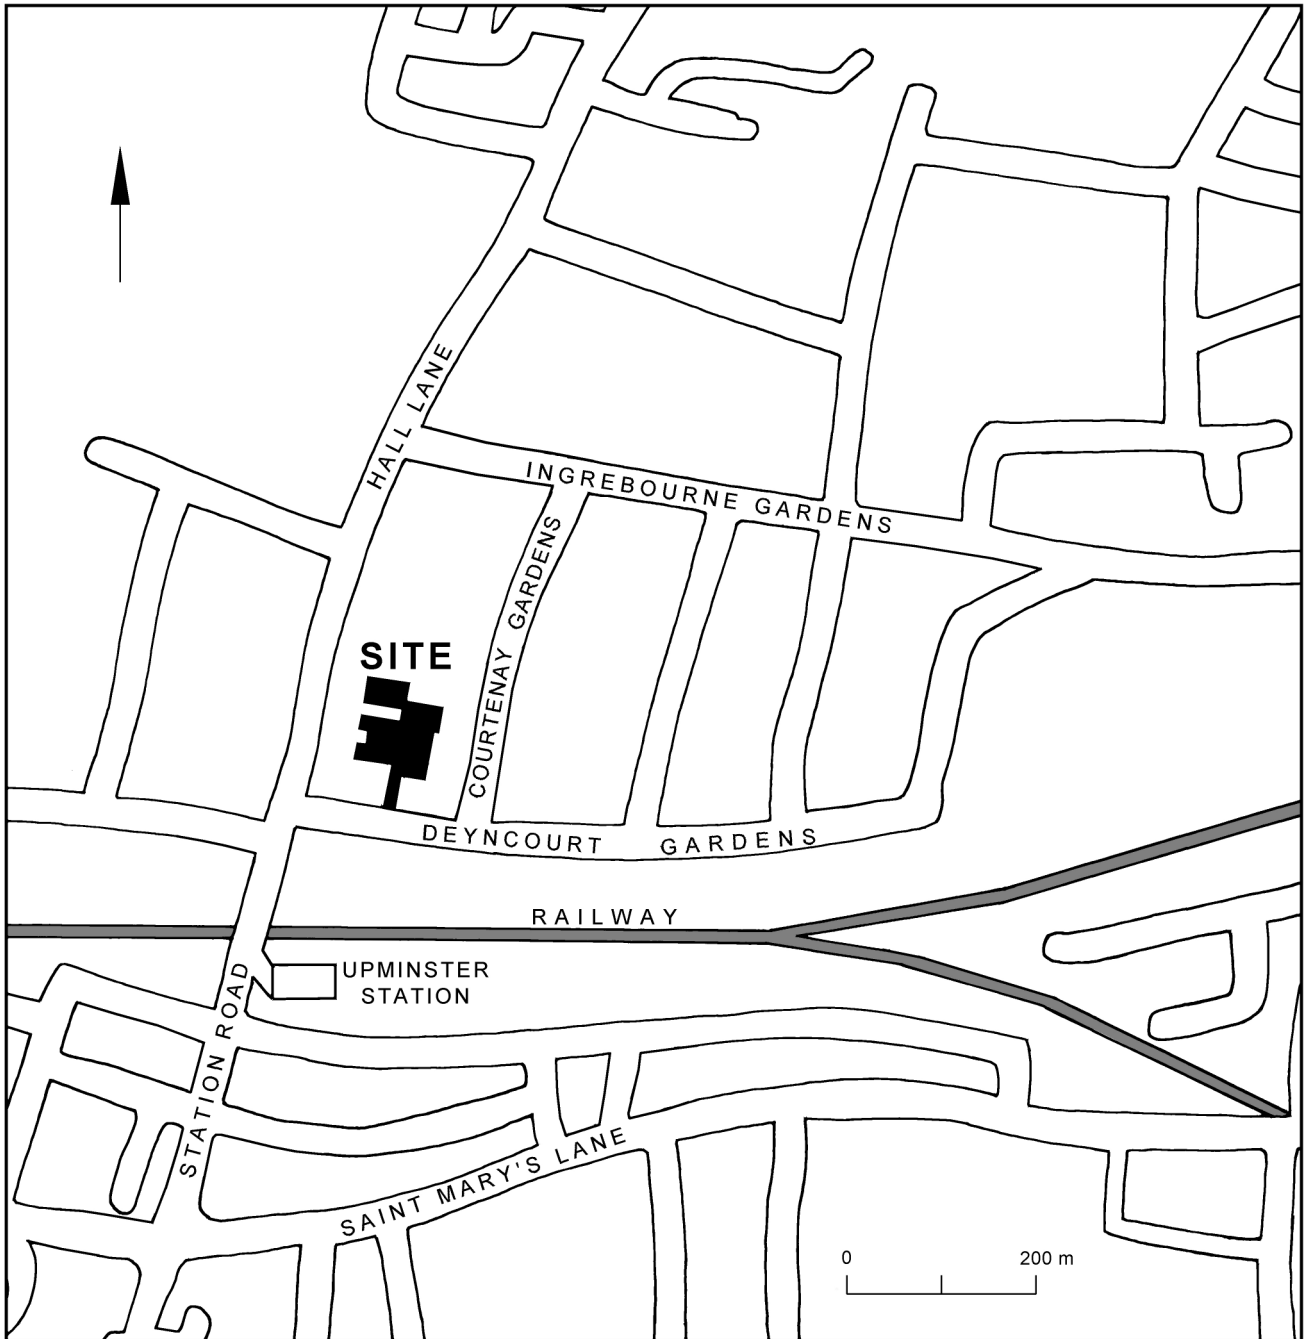 HALL LANE
INGREBOURNE GARDENS
COURTENAY GARDENS
SITE
DEYNCOURT GARDENS
RAILWAY
UPMINSTER
STATION
STATION ROAD
SAINT MARY'S LANE
0 200 m